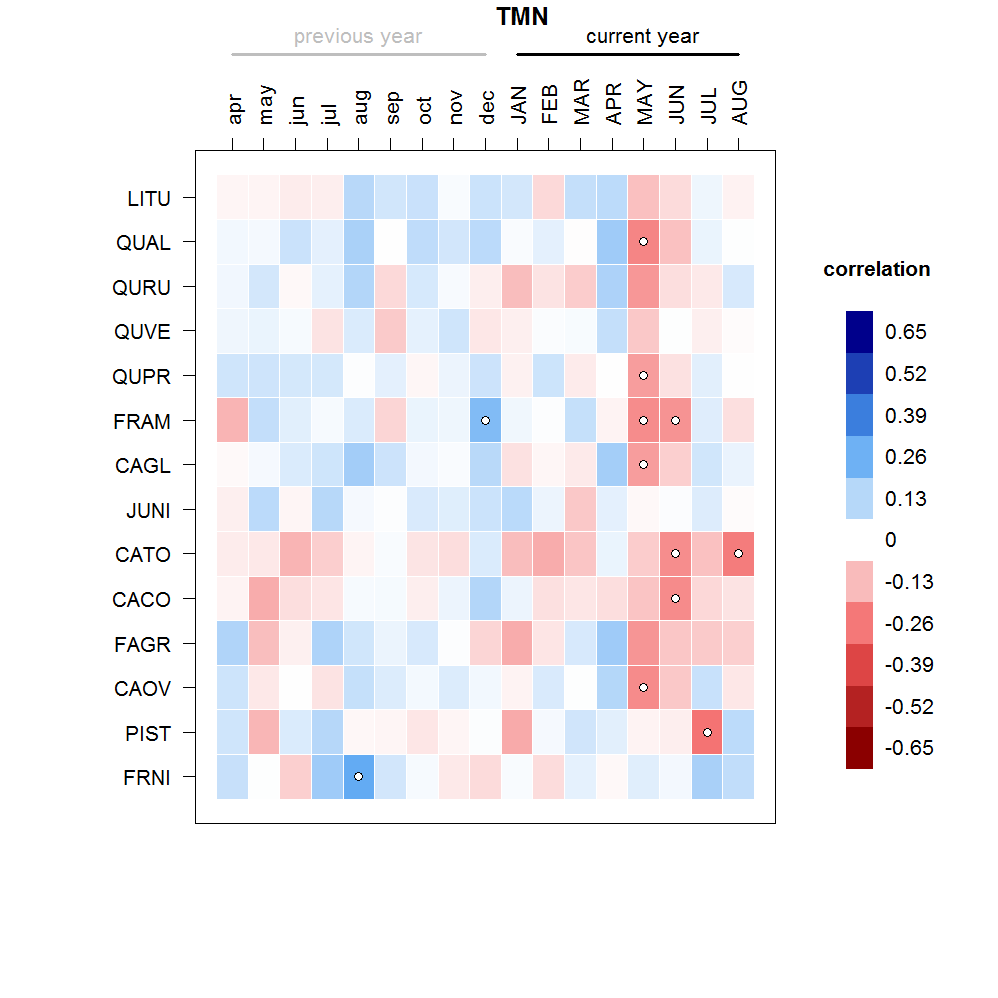 TMN
previous year current year
apr may jun jul aug sep oct nov dec JAN FEB MAR APR MAY JUN JUL AUG
LITU
QUAL
QURU
QUVE
QUPR
FRAM
CAGL
JUNI
CATO
CACO
FAGR
CAOV
PIST
FRNI
correlation
0.65
0.52
0.39
0.26
0.13
0
-0.13
-0.26
-0.39
-0.52
-0.65